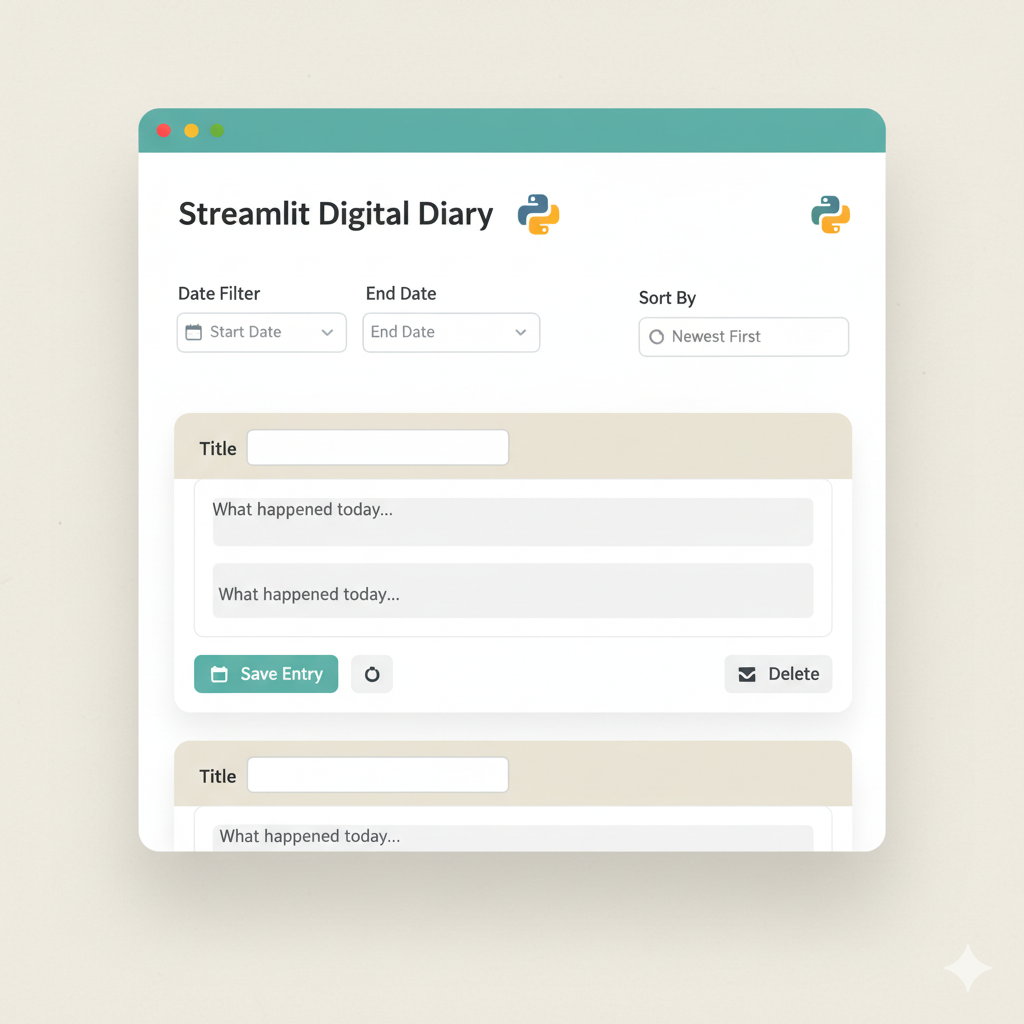 Streamlit Digital Diary
Date Filter
End Date
Sort By
Start Date
End Date
Newest First
Title
What happened today...
What happened today...
Save Entry
Delete
Title
What happened today...